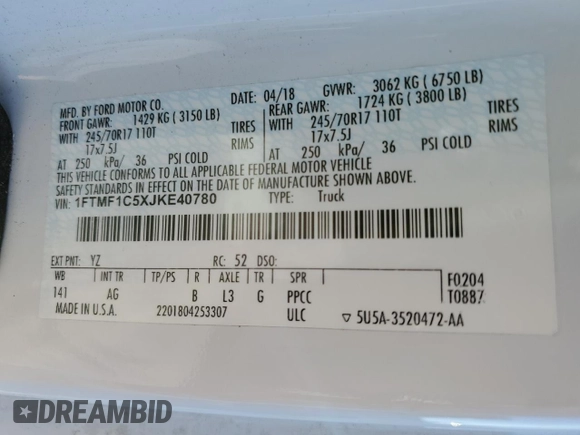 MFD. BY FORD MOTOR CO. DATE: 04/18 GVWR: 3062 KG ( 6750 LB)
FRONT GAWR: 1429 KG ( 3150 LB) REAR GAWR: 1724 KG ( 3800 LB)
WITH 245/70R17 110T TIRES WITH 245/70R17 110T TIRES
17x7.5J RIMS 17x7.5J RIMS
AT 250 kPa/ 36 PSI COLD AT 250 kPa/ 36 PSI COLD
THIS VEHICLE CONFORMS TO ALL APPLICABLE FEDERAL MOTOR VEHICLE
SAFETY STANDARDS IN EFFECT ON THE DATE OF MANUFACTURE SHOWN ABOVE.
VIN: 1FTMF1C5XJKE40780 TYPE: Truck
EXT PNT: YZ RC: 52 DSO:
WB INT TR TP/PS R AXLE TR SPR F0204
141 AG B L3 G PPCC T0887
MADE IN U.S.A. 2201804253307 ULC ▽ 5U5A-3520472-AA
DREAMBID